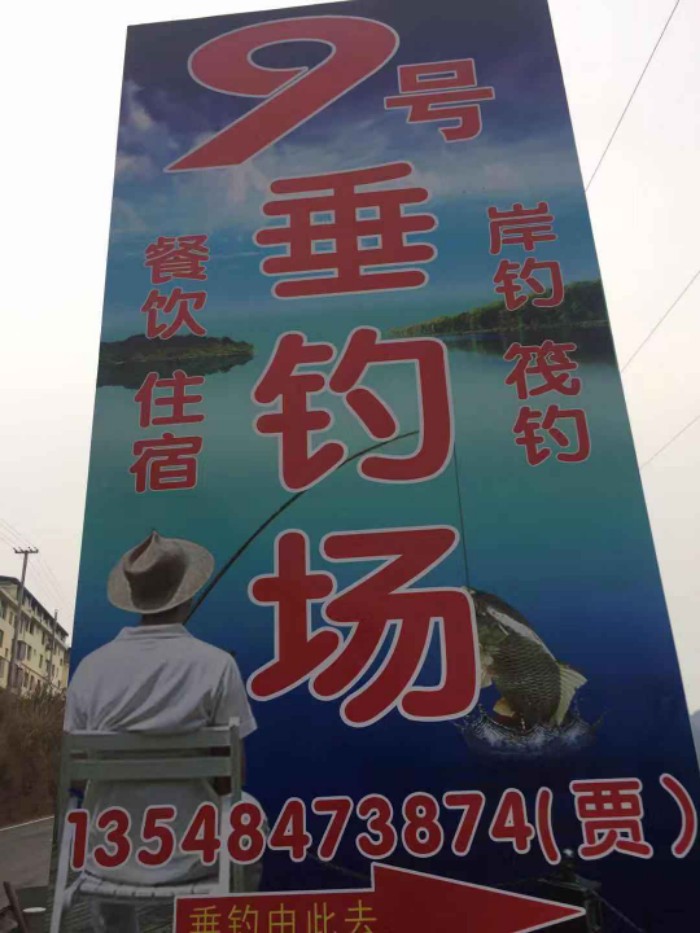 9号
垂钓场
岸钓 筏钓
餐饮 住宿
13548473874(贾)
垂钓由此去